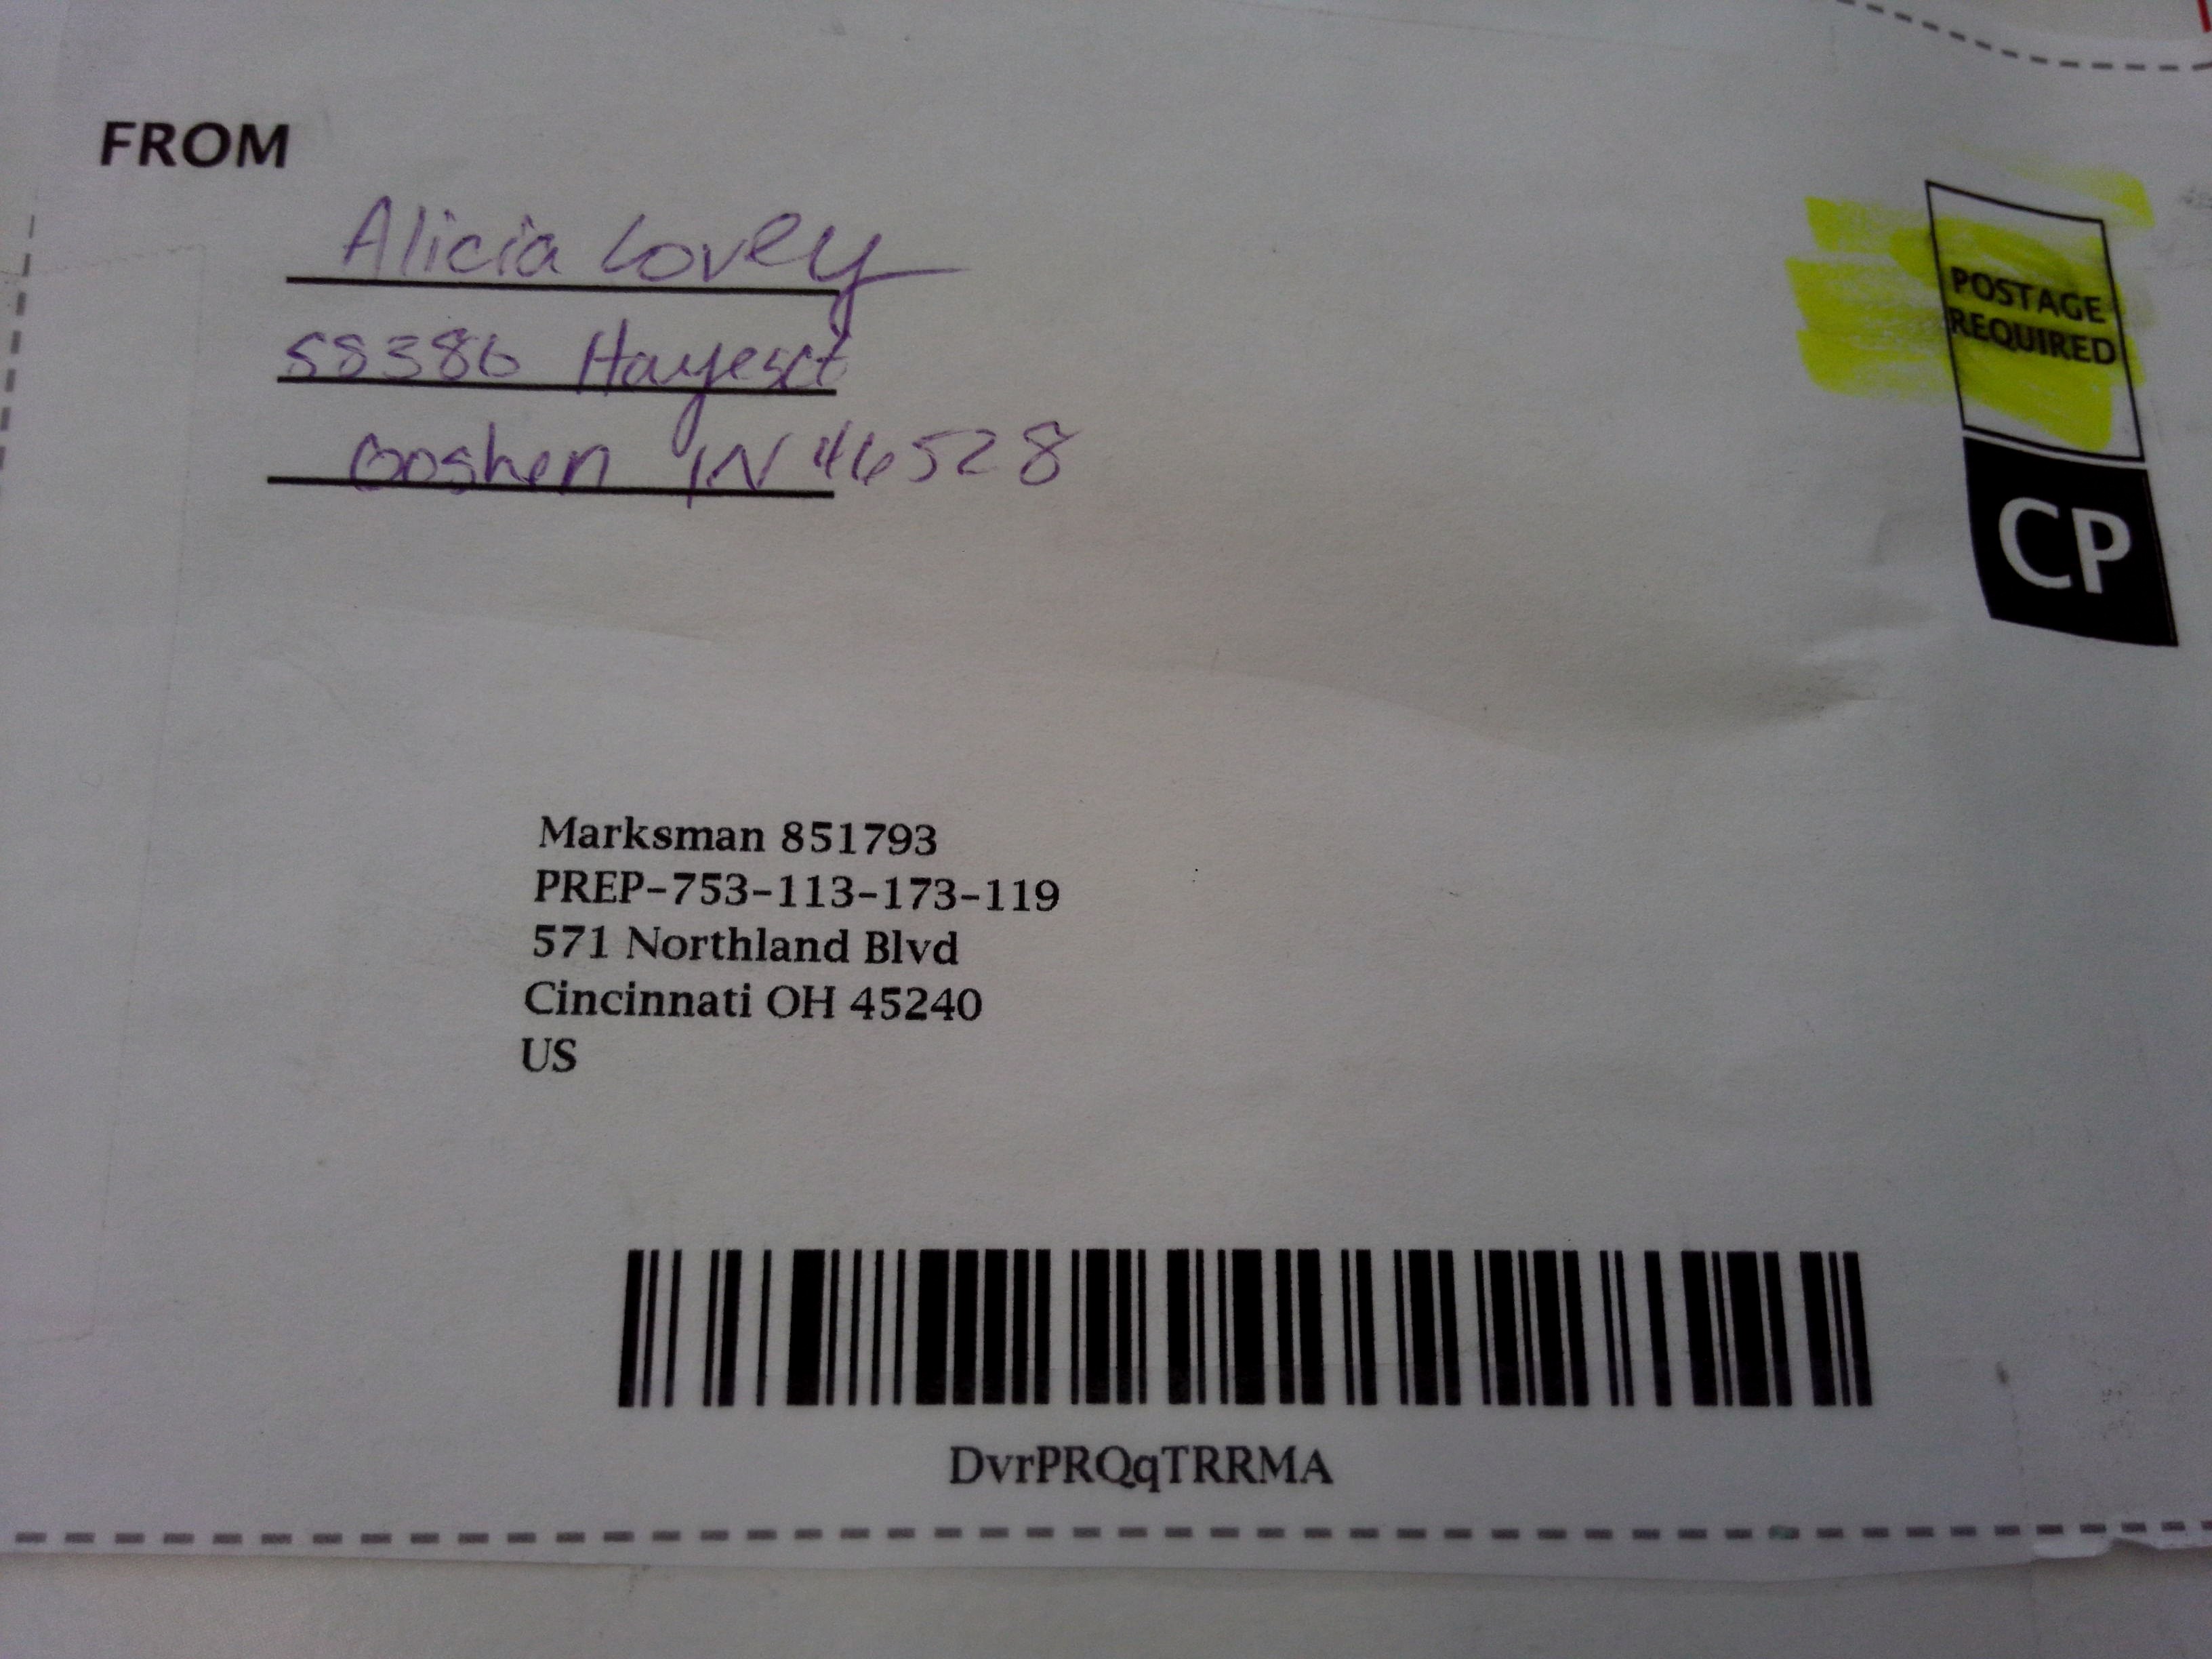 FROM
Alicia Lovey
58386 Hayesct
Goshen IN 46528
POSTAGE
REQUIRED
CP
Marksman 851793
PREP-753-113-173-119
571 Northland Blvd
Cincinnati OH 45240
US
DvrPRQqTRRMA